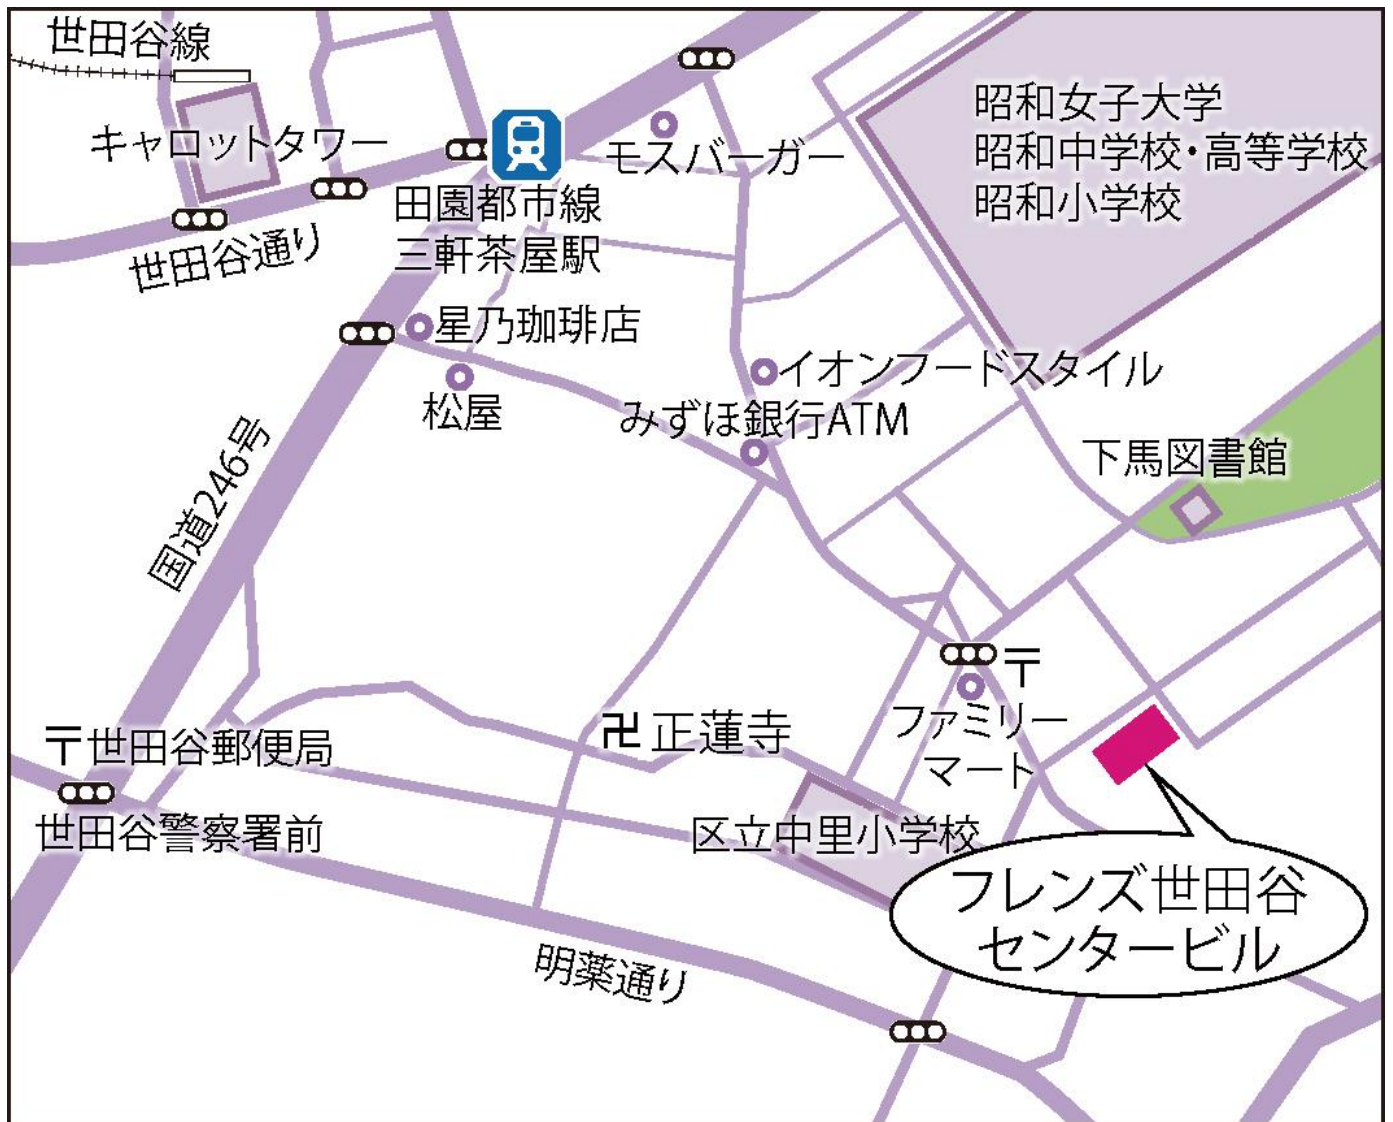 世田谷線
キャロットタワー
世田谷通り
田園都市線
三軒茶屋駅
モスバーガー
昭和女子大学
昭和中学校・高等学校
昭和小学校
星乃珈琲店
松屋
イオンフードスタイル
みずほ銀行ATM
下馬図書館
国道246号
〒
ファミリー
マート
卍 正蓮寺
〒世田谷郵便局
世田谷警察署前
区立中里小学校
フレンズ世田谷
センタービル
明薬通り